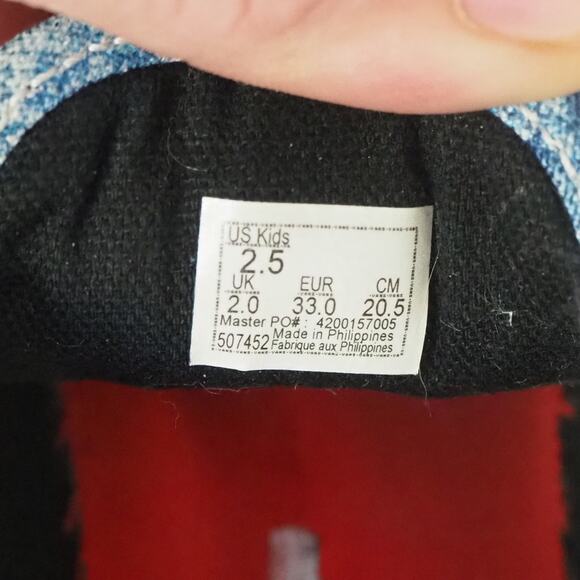 US Kids
2.5
UK EUR CM
2.0 33.0 20.5
Master PO# : 4200157005
Made in Philippines
507452 Fabrique aux Philippines